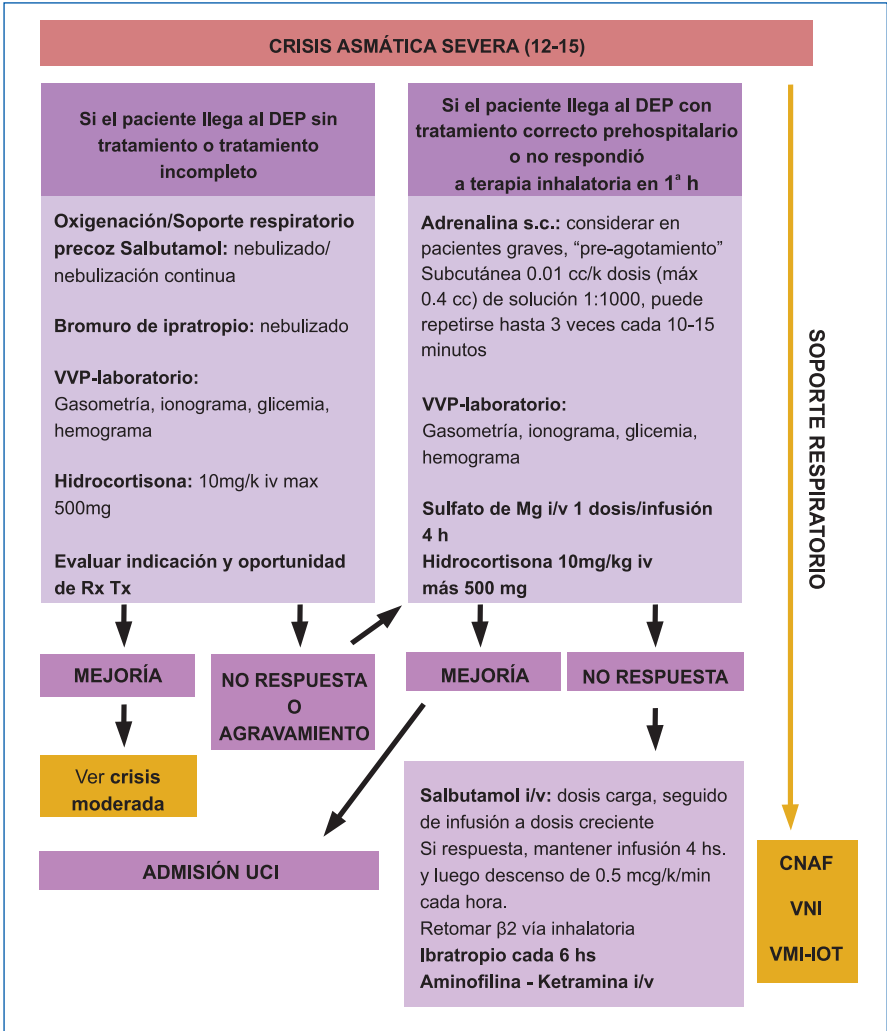 CRISIS ASMÁTICA SEVERA (12-15)
Si el paciente llega al DEP sin
tratamiento o tratamiento
incompleto
Oxigenación/Soporte respiratorio
precoz Salbutamol: nebulizado/
nebulización continua
Bromuro de ipratropio: nebulizado
VVP-laboratorio:
Gasometría, ionograma, glicemia,
hemograma
Hidrocortisona: 10mg/k iv max
500mg
Evaluar indicación y oportunidad
de Rx Tx
Si el paciente llega al DEP con
tratamiento correcto prehospitalario
o no respondió
a terapia inhalatoria en 1ª h
Adrenalina s.c.: considerar en
pacientes graves, “pre-agotamiento”
Subcutánea 0.01 cc/k dosis (máx
0.4 cc) de solución 1:1000, puede
repetirse hasta 3 veces cada 10-15
minutos
VVP-laboratorio:
Gasometría, ionograma, glicemia,
hemograma
Sulfato de Mg i/v 1 dosis/infusión
4 h
Hidrocortisona 10mg/kg iv
más 500 mg
MEJORÍA
NO RESPUESTA
O
AGRAVAMIENTO
MEJORÍA
NO RESPUESTA
Ver crisis
moderada
ADMISIÓN UCI
Salbutamol i/v: dosis carga, seguido
de infusión a dosis creciente
Si respuesta, mantener infusión 4 hs.
y luego descenso de 0.5 mcg/k/min
cada hora.
Retomar β2 vía inhalatoria
Ibratropio cada 6 hs
Aminofilina - Ketramina i/v
SOPORTE RESPIRATORIO
CNAF
VNI
VMI-IOT